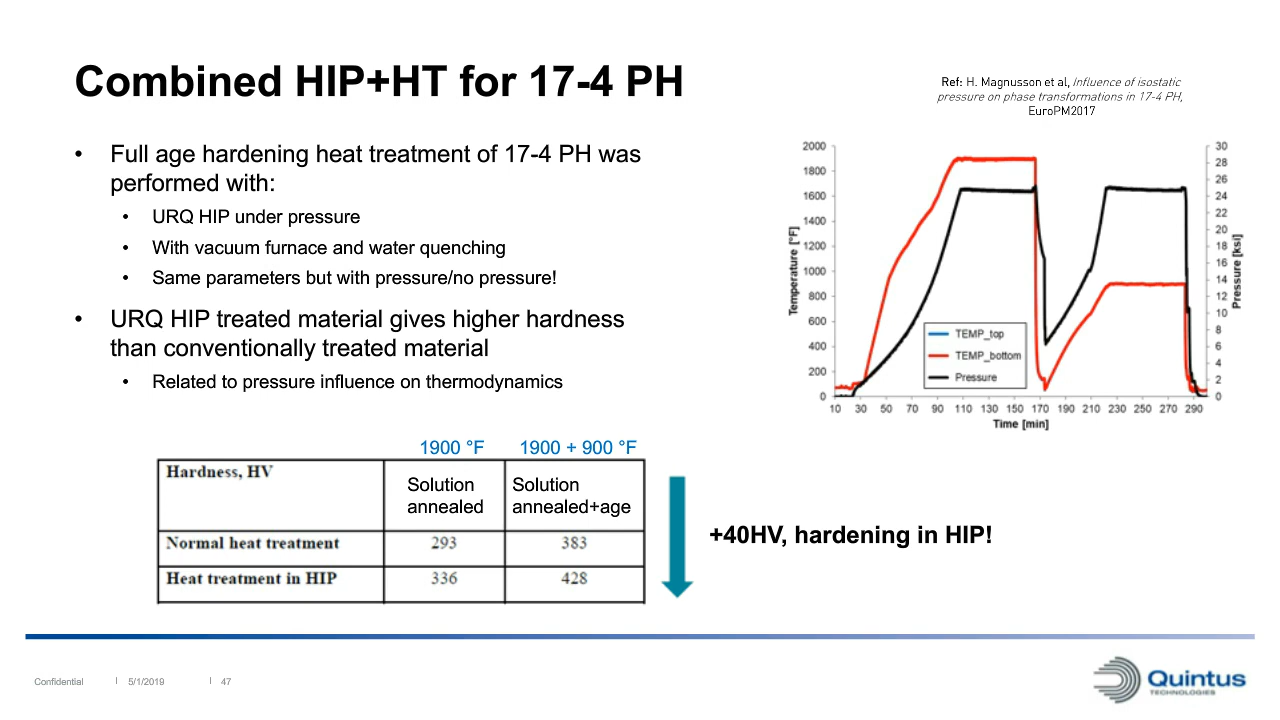 Combined HIP+HT for 17-4 PH
Ref: H. Magnusson et al, Influence of isostatic
pressure on phase transformations in 17-4 PH,
EuroPM2017
• Full age hardening heat treatment of 17-4 PH was
performed with:
• URQ HIP under pressure
• With vacuum furnace and water quenching
• Same parameters but with pressure/no pressure!
• URQ HIP treated material gives higher hardness
than conventionally treated material
• Related to pressure influence on thermodynamics
Temperature [°F]
2000
1800
1600
1400
1200
1000
800
600
400
200
0
TEMP_top
TEMP_bottom
Pressure
30
28
26
24
22
20
18
16
14
12
10
8
6
4
2
0
Pressure [ksi]
10 30 50 70 90 110 130 150 170 190 210 230 250 270 290
Time [min]
1900 °F 1900 + 900 °F
Hardness, HV Solution annealed Solution annealed+age
Normal heat treatment 293 383
Heat treatment in HIP 336 428
+40HV, hardening in HIP!
Confidential | 5/1/2019 | 47
Quintus
TECHNOLOGIES